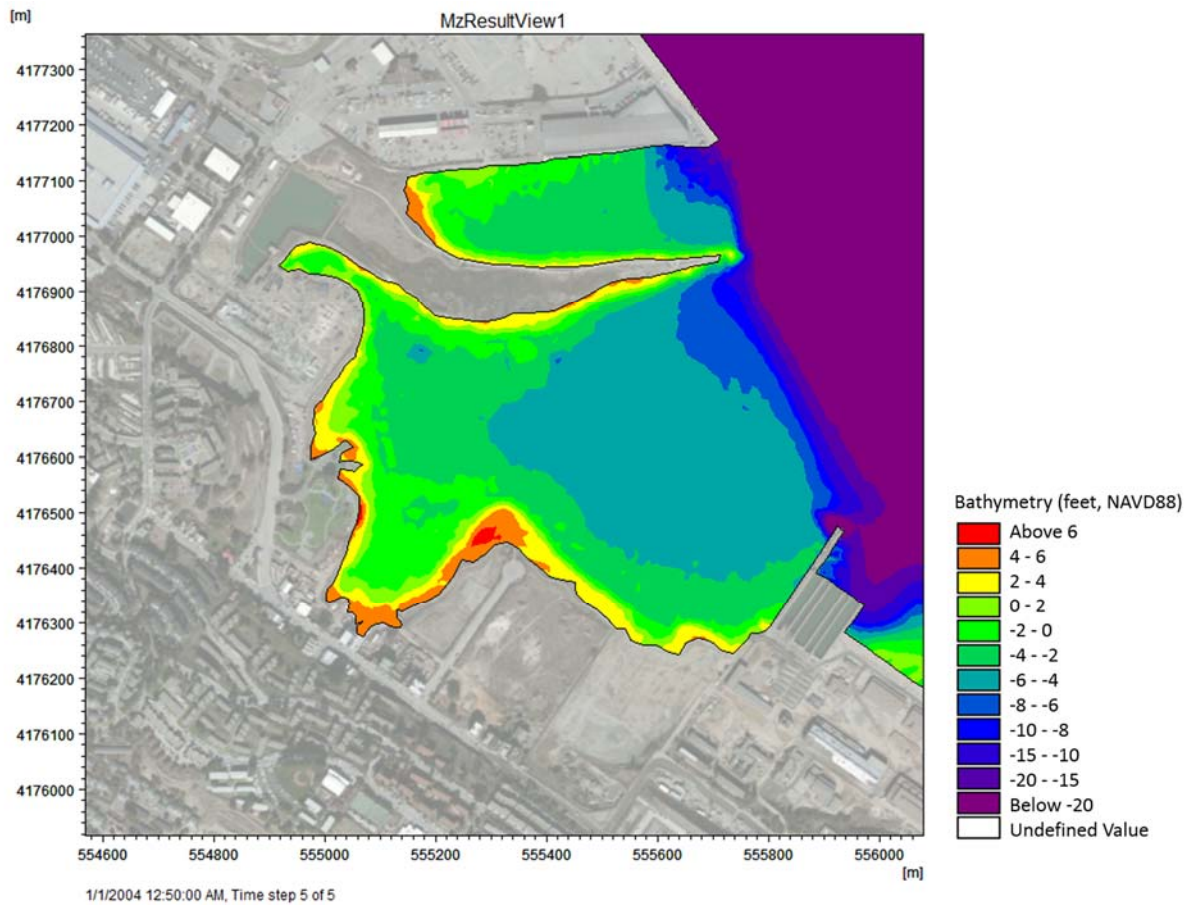 [m]
MzResultView1
4177300
4177200
4177100
4177000
4176900
4176800
4176700
4176600
4176500
4176400
4176300
4176200
4176100
4176000
554600 554800 555000 555200 555400 555600 555800 556000
[m]
1/1/2004 12:50:00 AM, Time step 5 of 5
Bathymetry (feet, NAVD88)
Above 6
4 - 6
2 - 4
0 - 2
-2 - 0
-4 - -2
-6 - -4
-8 - -6
-10 - -8
-15 - -10
-20 - -15
Below -20
Undefined Value